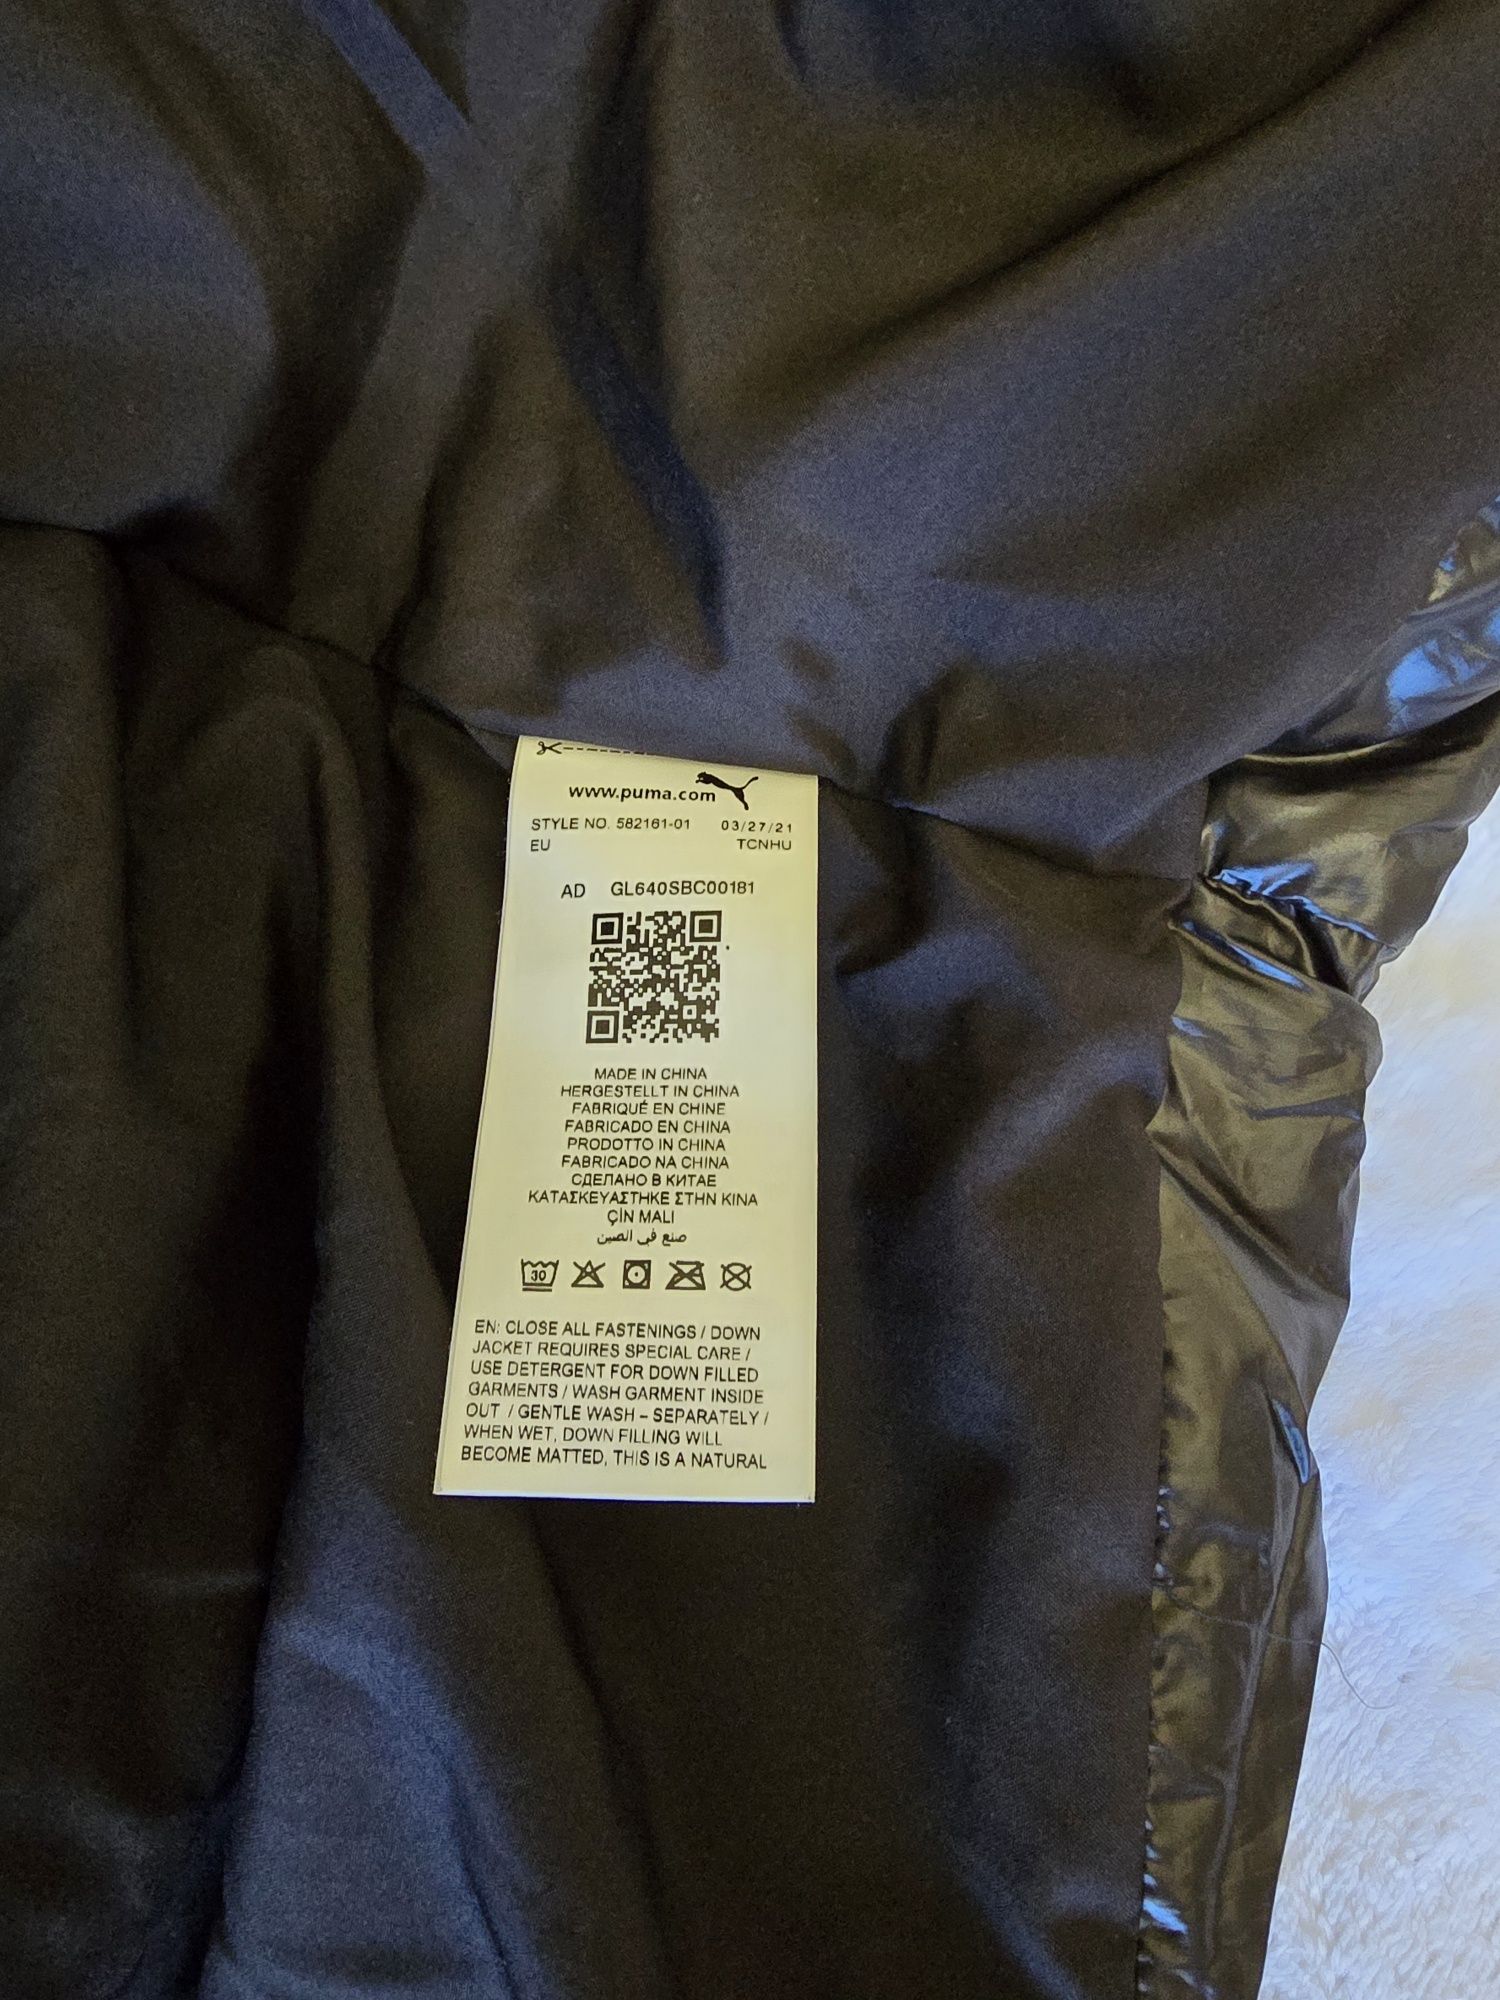 www.puma.com
STYLE NO. 582161-01 03/27/21
EU TCNHU
AD GL640SBC00181
MADE IN CHINA
HERGESTELLT IN CHINA
FABRIQUÉ EN CHINE
FABRICADO EN CHINA
PRODOTTO IN CHINA
FABRICADO NA CHINA
СДЕЛАНО В КИТАЕ
ΚΑΤΑΣΚΕΥΑΣΤΗΚΕ ΣΤΗΝ ΚΙΝΑ
ÇİN MALI
صنع في الصين
30
EN: CLOSE ALL FASTENINGS / DOWN
JACKET REQUIRES SPECIAL CARE /
USE DETERGENT FOR DOWN FILLED
GARMENTS / WASH GARMENT INSIDE
OUT / GENTLE WASH – SEPARATELY /
WHEN WET, DOWN FILLING WILL
BECOME MATTED, THIS IS A NATURAL